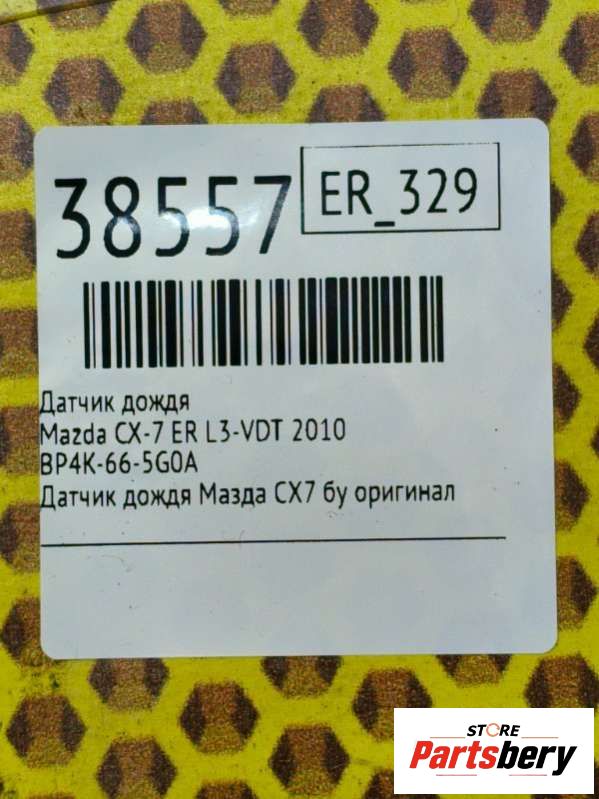 38557
ER_329
Датчик дождя
Mazda CX-7 ER L3-VDT 2010
BP4K-66-5G0A
Датчик дождя Мазда СХ7 бу оригинал
STORE
Partsbery